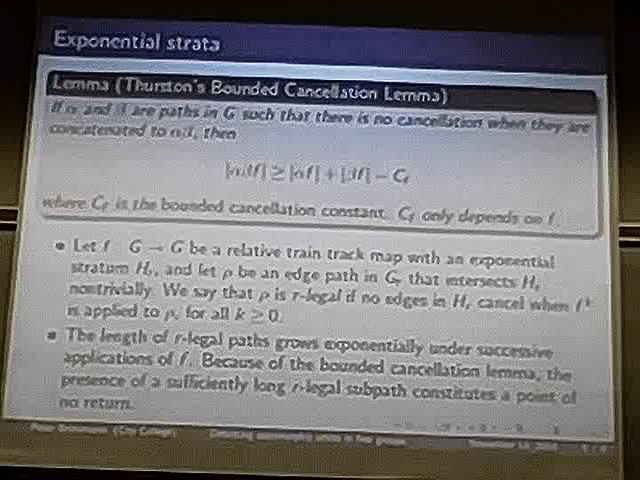 Exponential strata
Lemma (Thurston's Bounded Cancellation Lemma)
If α and β are paths in G such that there is no cancellation when they are
concatenated to αβ, then
|αβf| ≥ |αf| + |βf| − C_f
where C_f is the bounded cancellation constant. C_f only depends on f.
• Let f : G → G be a relative train track map with an exponential
stratum H_r, and let ρ be an edge path in G_r that intersects H_r
nontrivially. We say that ρ is r-legal if no edges in H_r cancel when f^k
is applied to ρ, for all k ≥ 0.
• The length of r-legal paths grows exponentially under successive
applications of f. Because of the bounded cancellation lemma, the
presence of a sufficiently long r-legal subpath constitutes a point of
no return.